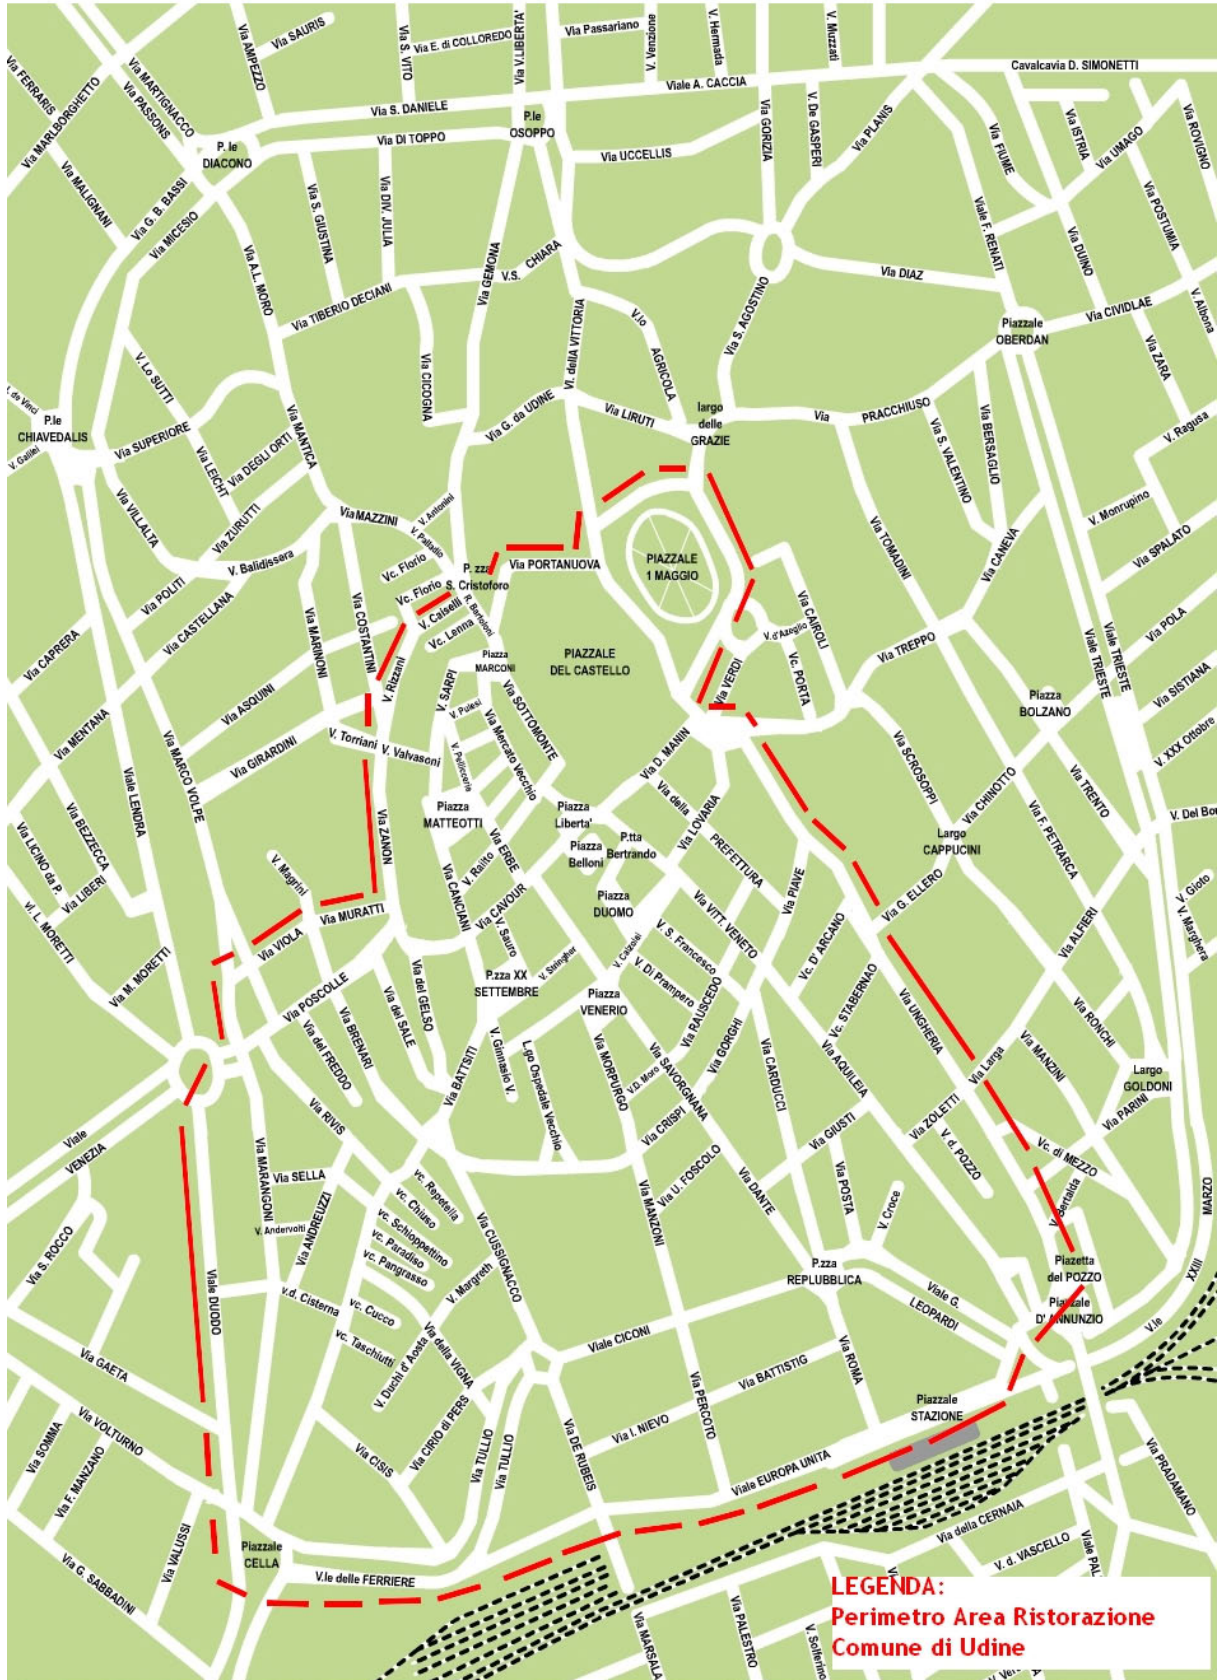 Via FERRARIS
Via MARLBORGHETTO
Via MARTIGNACCO
Via PASSONS
Via AMPEZZO
Via SAURIS
Via S. VITO
Via E. di COLLOREDO
Via V.LIBERTA'
Via Passariano
V. Venzione
V. Hermada
V. Muzzati
Cavalcavia D. SIMONETTI
Viale A. CACCIA
Via S. DANIELE
P.le
OSOPPO
Via DI TOPPO
P. le
DIACONO
Via UCCELLIS
Via GORIZIA
V. De GASPERI
Via PLANIS
Via FIUME
Via ISTRIA
Via UMAGO
Via ROVIGNO
Via MALIGNANI
Via G. B. BASSI
Via MICESIO
Via S. GIUSTINA
Via DIV. JULIA
Via A.L. MORO
Via GEMONA
V.S. CHIARA
Via TIBERIO DECIANI
Via DIAZ
Viale F. RENATI
Via DUINO
Via POSTUMIA
V. Albona
Via CIVIDLAE
Piazzale
OBERDAN
Via ZARA
Via S. AGOSTINO
V.lo
AGRICOLA
Vl. della VITTORIA
Via CICOGNA
Via G. da UDINE
Via LIRUTI
largo
delle
GRAZIE
Via
PRACCHIUSO
Via S. VALENTINO
Via BERSAGLIO
V. Ragusa
V. Monrupino
Via SPALATO
P.le
CHIAVEDALIS
V. Galilei
V. Lo SUTTI
Via SUPERIORE
Via LEICHT
Via DEGLI ORTI
Via MANTICA
Via VILLALTA
Via ZURUTTI
Via MAZZINI
V. Antonini
V. Palladio
V. Balidissera
Vc. Florio
Vc. Florio
P. zza
S. Cristoforo
Via PORTANUOVA
PIAZZALE
1 MAGGIO
Via TOMADINI
Via CANEVA
Via POLITI
Via CASTELLANA
Via CAPRERA
Via COSTANTINI
Via MARINONI
V. Calselli
Vc. Lenna
R. Bartoloni
Piazza
MARCONI
PIAZZALE
DEL CASTELLO
Via CAIROLI
V. d'Azeglio
Vc. PORTA
Via VERDI
Via TREPPO
Via POLA
Via SISTIANA
Viale TRIESTE
Viale TRIESTE
Piazza
BOLZANO
V. XXX Ottobre
Via MENTANA
Via ASQUINI
Via GIRARDINI
V. Rizzani
V. SARPI
V. Pulesi
Via SOTTOMONTE
Via Mercato Vecchio
V. Pelliccerie
V. Torriani
V. Valvasoni
Via D. MANIN
Via SCROSOPPI
Via CHINOTTO
Via TRENTO
Via F. PETRARCA
V. Del Bon
Viale LENDRA
Via MARCO VOLPE
Via BEZZECCA
Via LICINO da P.
Via LIBERI
vl. L. MORETTI
Via M. MORETTI
Piazza
MATTEOTTI
Piazza
Liberta'
Piazza
Belloni
P.tta
Bertrando
Via della
PREFETTURA
Via LOVARIA
Largo
CAPPUCINI
Via G. ELLERO
Via ZANON
Via ERBE
V. Rialto
Via CANCIANI
Via CAVOUR
Piazza
DUOMO
Via PIAVE
Via VITT. VENETO
V. Magrini
Via MURATTI
Via VIOLA
V. Sauro
V. Stringher
V. Calzolei
V. S. Francesco
V. Di Prampero
Vc. D' ARCANO
Via ALFIERI
V. Gioto
V. Marghera
P.zza XX
SETTEMBRE
Piazza
VENERIO
Via POSCOLLE
Via del GELSO
Via del SALE
Via BRENARI
Via del FREDDO
Via RAUSCEDO
Via GORGHI
Vc. STABERNAO
Via UNGHERIA
Via RONCHI
Via MANZINI
Via Larga
Largo
GOLDONI
Via BATTSITI
V. Ginnasio V.
L.go Ospedale Vecchio
Via MORPURGO
V.D. Moro
Via SAVORGNANA
Via CARDUCCI
Via AQUILEIA
Via CRISPI
Via GIUSTI
Via ZOLETTI
V. d. POZZO
Via PARINI
Vc. di MEZZO
Viale
VENEZIA
Via RIVIS
Via MARANGONI
Via SELLA
V. Andervolti
Via ANDREUZZI
vc. Repetella
vc. Chiuso
vc. Schioppettino
vc. Paradiso
vc. Pangrasso
Via CUSSIGNACCO
Via U. FOSCOLO
Via MANZONI
Via DANTE
Via POSTA
V. Croce
V. Bertalda
MARZO
XXIII
V.le
Via S. ROCCO
Viale DUODO
v.d. Cisterna
vc. Cucco
vc. Taschiutti
V. Margreth
V. Duchi d' Aosta
Via della VIGNA
P.zza
REPLUBBLICA
Viale G.
LEOPARDI
Piazetta
del POZZO
Piazzale
D' ANNUNZIO
Viale CICONI
Via BATTISTIG
Via ROMA
Via PERCOTO
Via GAETA
Via VOLTURNO
Via SOMMA
Via F. MANZANO
Via CISIS
Via CIRIO di PERS
Via TULLIO
Via TULLIO
Via DE RUBEIS
Via I. NIEVO
Piazzale
STAZIONE
Viale EUROPA UNITA
Via PRADAMANO
Via della CERNAIA
V. d. VASCELLO
Via VALUSSI
Via G. SABBADINI
Piazzale
CELLA
V.le delle FERRIERE
Via MARSALA
Via PALESTRO
V. Solferino
Viale PAL
LEGENDA:
Perimetro Area Ristorazione
Comune di Udine